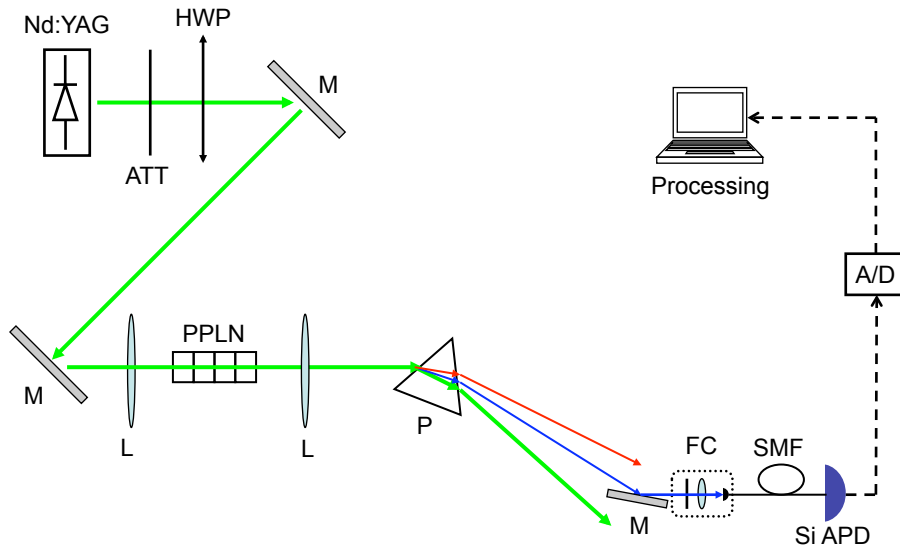 Nd:YAG
HWP
M
ATT
Processing
A/D
M
L
PPLN
L
P
FC
SMF
M
Si APD